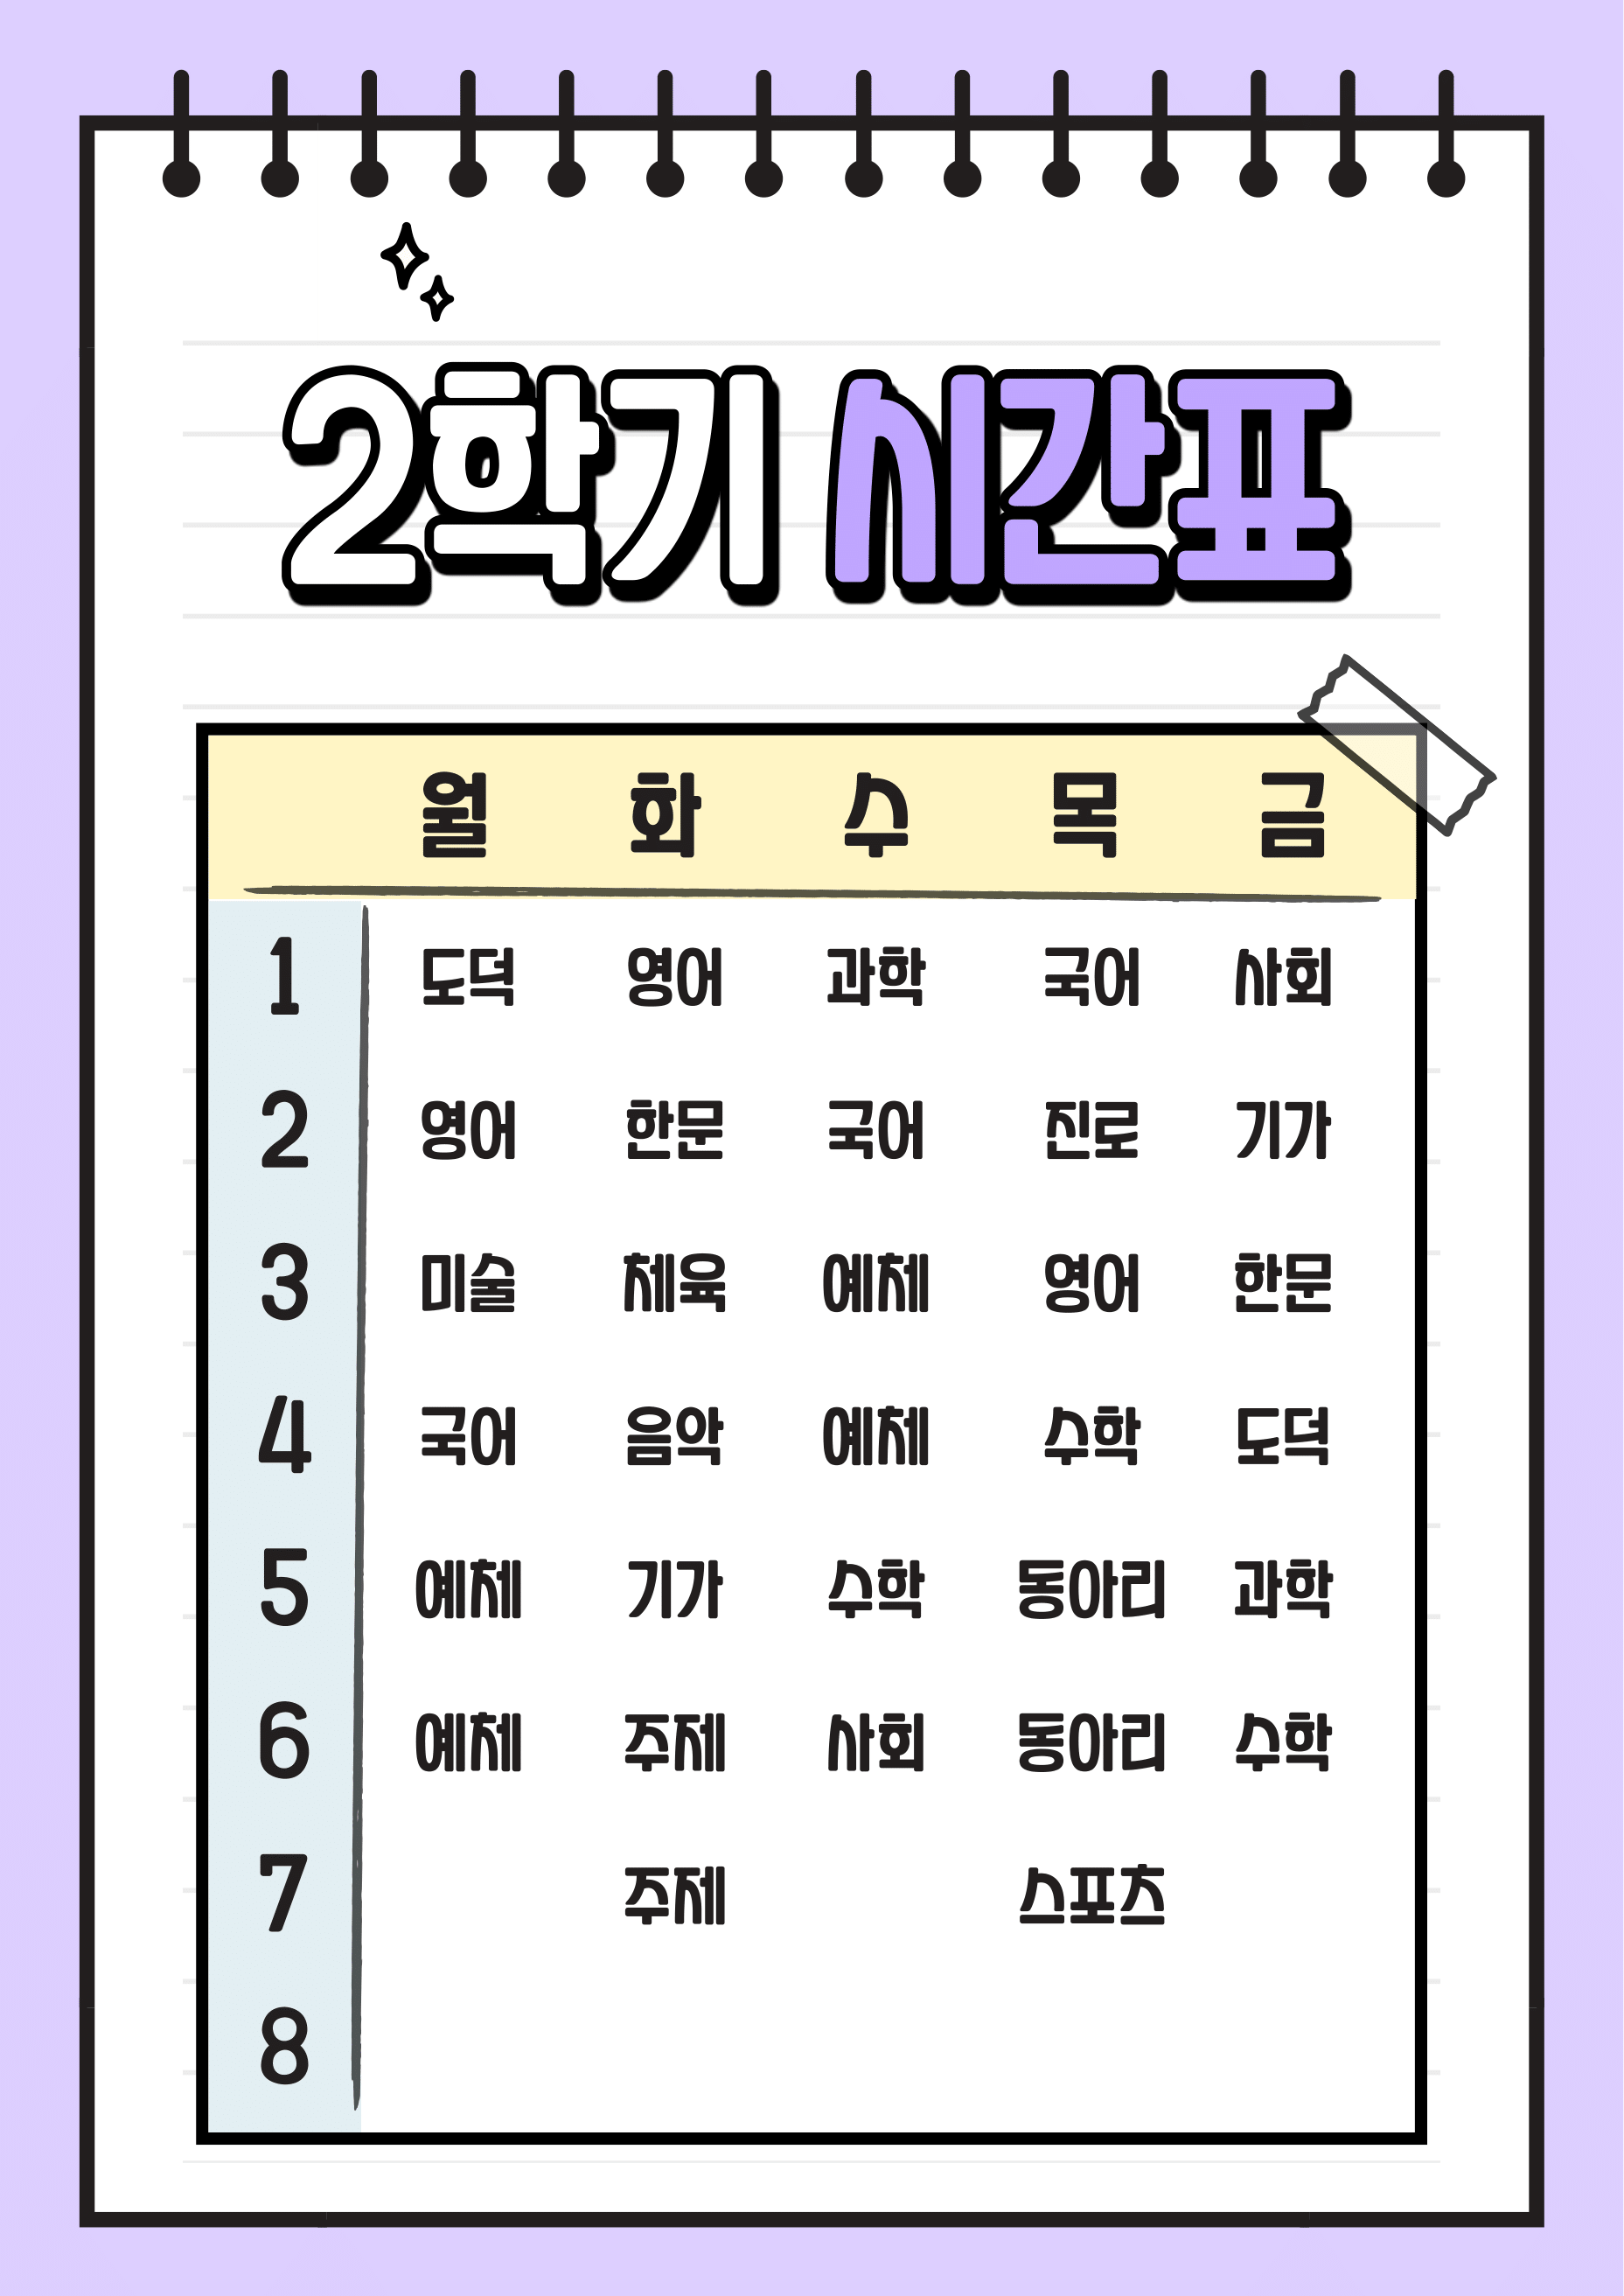 2학기 시간표
월 화 수 목 금
1 도덕 영어 과학 국어 사회
2 영어 한문 국어 진로 기가
3 미술 체육 예체 영어 한문
4 국어 음악 예체 수학 도덕
5 예체 기가 수학 동아리 과학
6 예체 주제 사회 동아리 수학
7 주제 스포츠
8